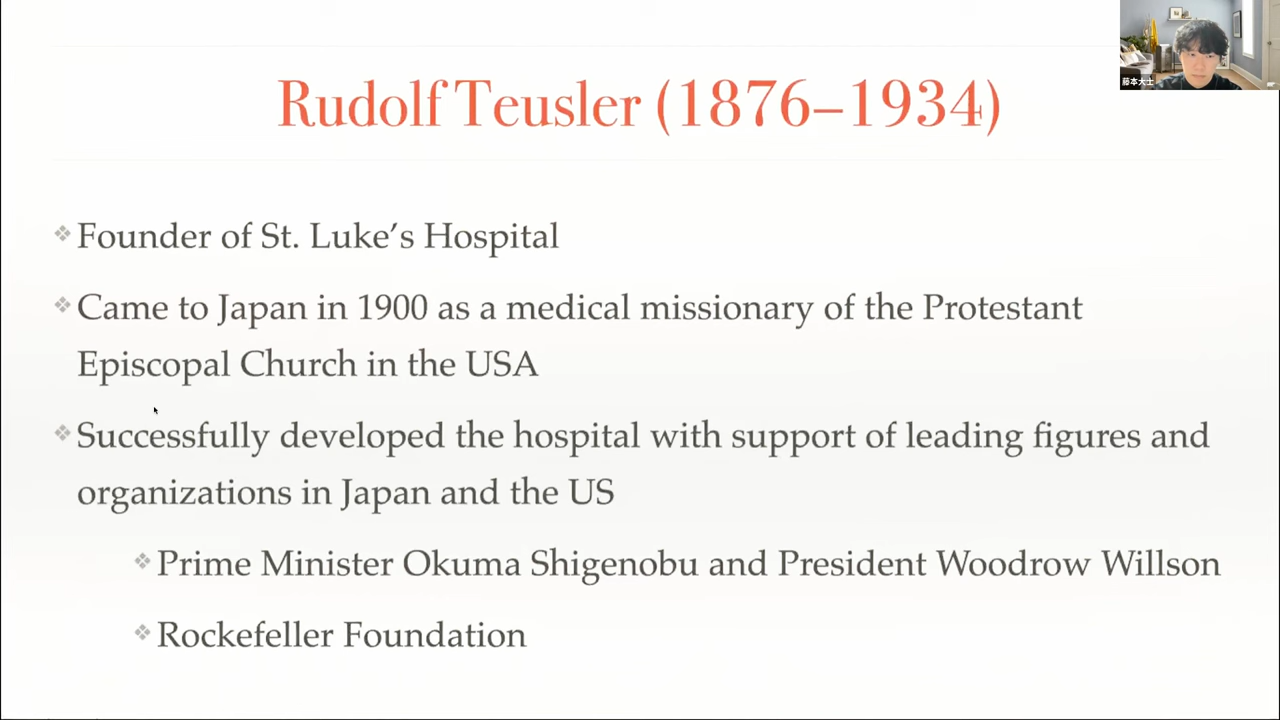 Rudolf Teusler (1876–1934)
藤本大士
Founder of St. Luke’s Hospital
Came to Japan in 1900 as a medical missionary of the Protestant
Episcopal Church in the USA
Successfully developed the hospital with support of leading figures and
organizations in Japan and the US
Prime Minister Okuma Shigenobu and President Woodrow Willson
Rockefeller Foundation